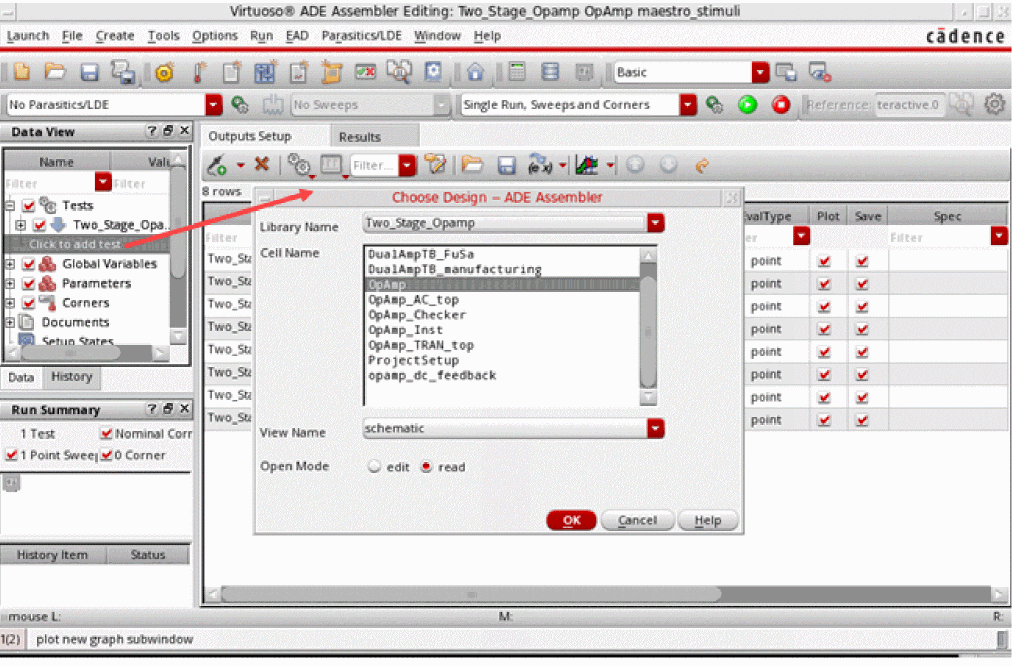 Virtuoso® ADE Assembler Editing: Two_Stage_Opamp OpAmp maestro_stimuli
Launch File Create Tools Options Run EAD Parasitics/LDE Window Help
cādence
Basic
No Parasitics/LDE
No Sweeps
Single Run, Sweeps and Corners
Reference: teractive.0
Data View
Name Valu
Filter Filter
Tests
Two_Stage_Opa...
Click to add test
Global Variables
Parameters
Corners
Documents
Setup States
Data History
Run Summary
1 Test Nominal Corr
1 Point Sweep 0 Corner
History Item Status
Outputs Setup Results
Filter...
8 rows
Filter
Two_Sta
Two_Sta
Two_Sta
Two_Sta
Two_Sta
Two_Sta
Two_Sta
Two_Sta
Choose Design – ADE Assembler
Library Name Two_Stage_Opamp
Cell Name
DualAmpTB_FuSa
DualAmpTB_manufacturing
OpAmp
OpAmp_AC_top
OpAmp_Checker
OpAmp_Inst
OpAmp_TRAN_top
ProjectSetup
opamp_dc_feedback
View Name schematic
Open Mode edit read
OK Cancel Help
EvalType Plot Save Spec
er Filter
point
point
point
point
point
point
point
point
mouse L: M: R:
1(2) plot new graph subwindow